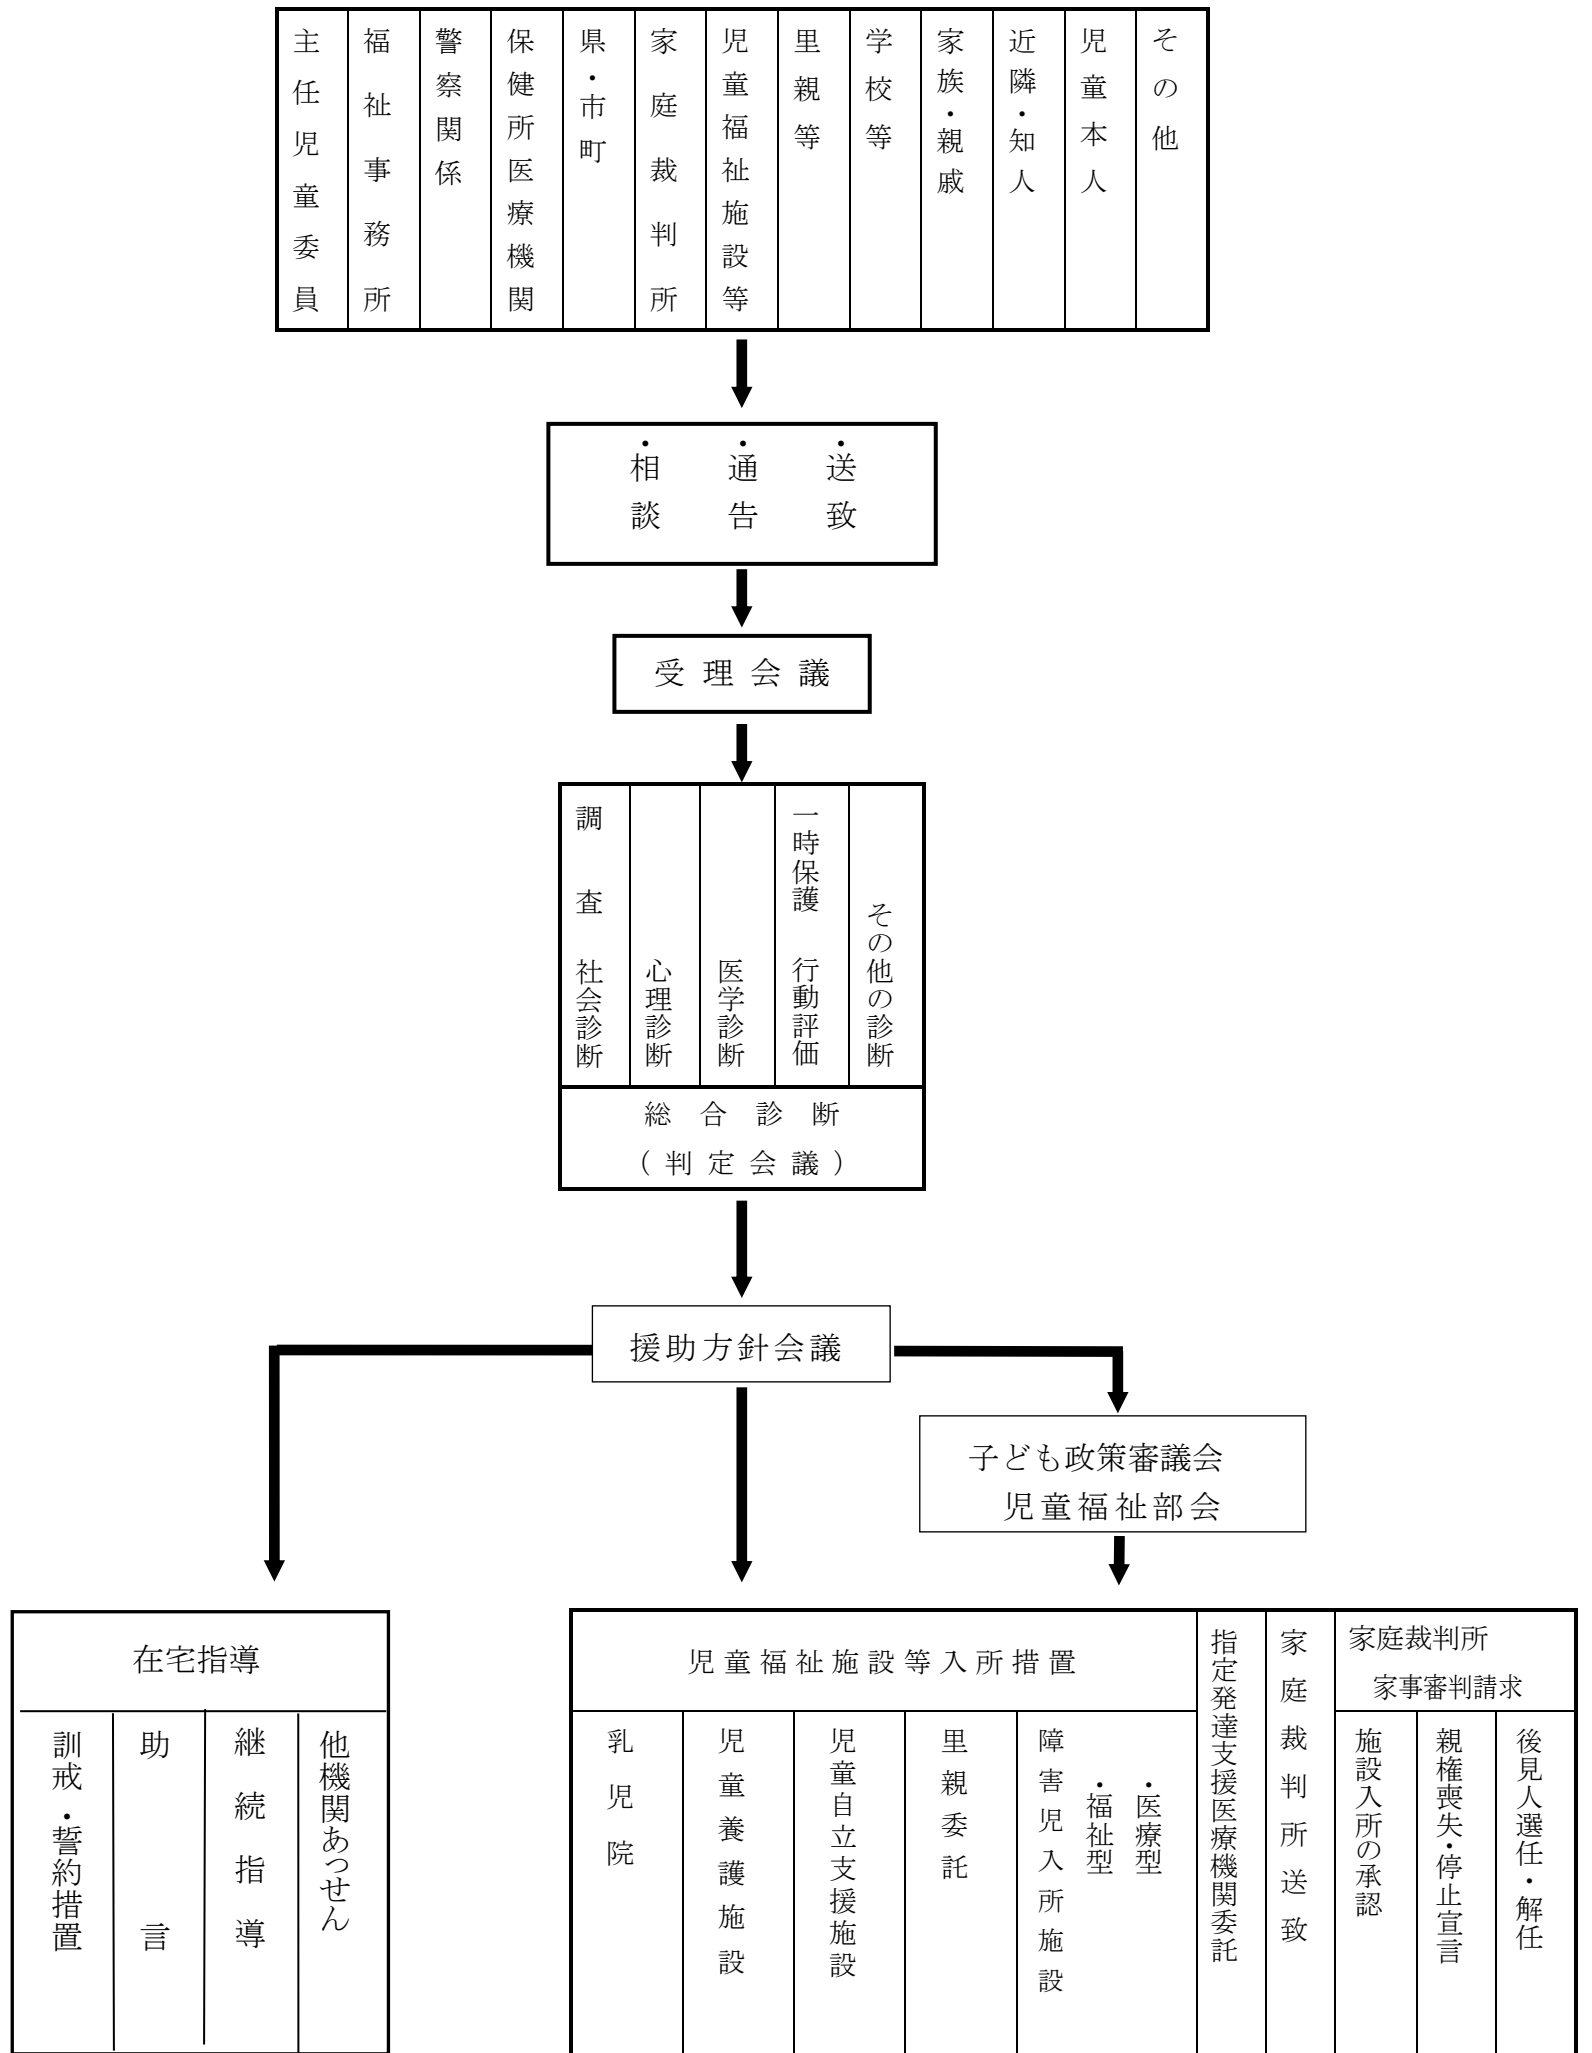 主任児童委員
福祉事務所
警察関係
保健所医療機関
県・市町
家庭裁判所
児童福祉施設等
里親等
学校等
家族・親戚
近隣・知人
児童本人
その他
・相談
・通告
・送致
受理会議
調査 社会診断
心理診断
医学診断
一時保護 行動評価
その他の診断
総合診断
(判定会議)
援助方針会議
子ども政策審議会
児童福祉部会
在宅指導
訓戒・誓約措置
助言
継続指導
他機関あっせん
児童福祉施設等入所措置
乳児院
児童養護施設
児童自立支援施設
里親委託
障害児入所施設
・福祉型
・医療型
指定発達支援医療機関委託
家庭裁判所送致
家庭裁判所
家事審判請求
施設入所の承認
親権喪失・停止宣言
後見人選任・解任